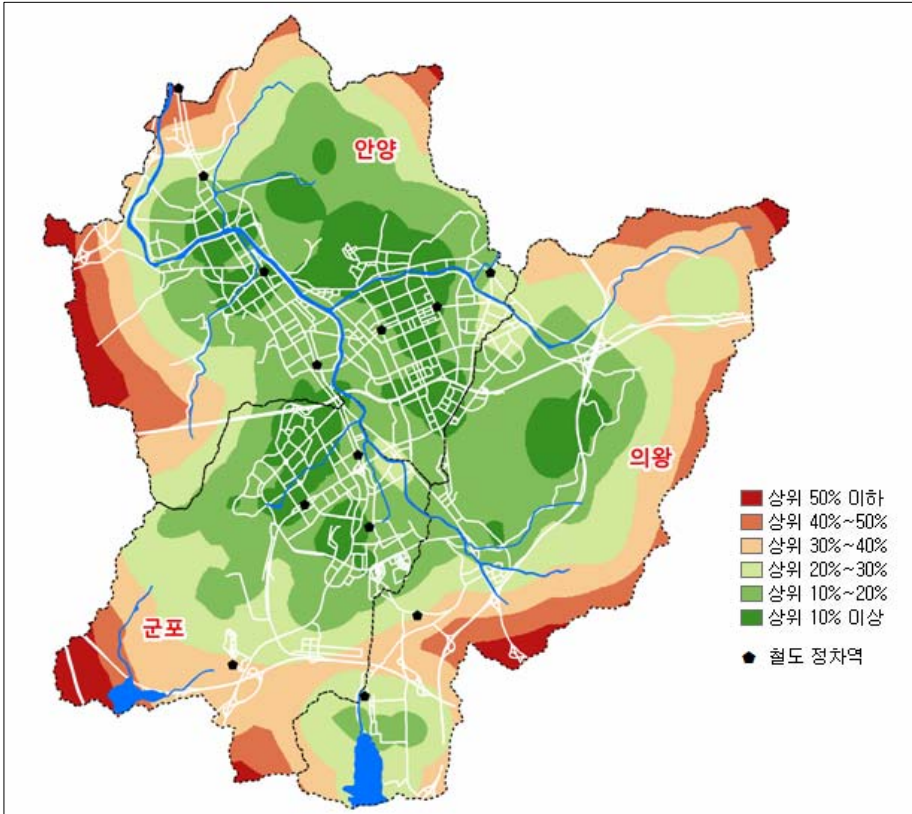 안양
의왕
군포
상위 50% 이하
상위 40%~50%
상위 30%~40%
상위 20%~30%
상위 10%~20%
상위 10% 이상
철도 정차역